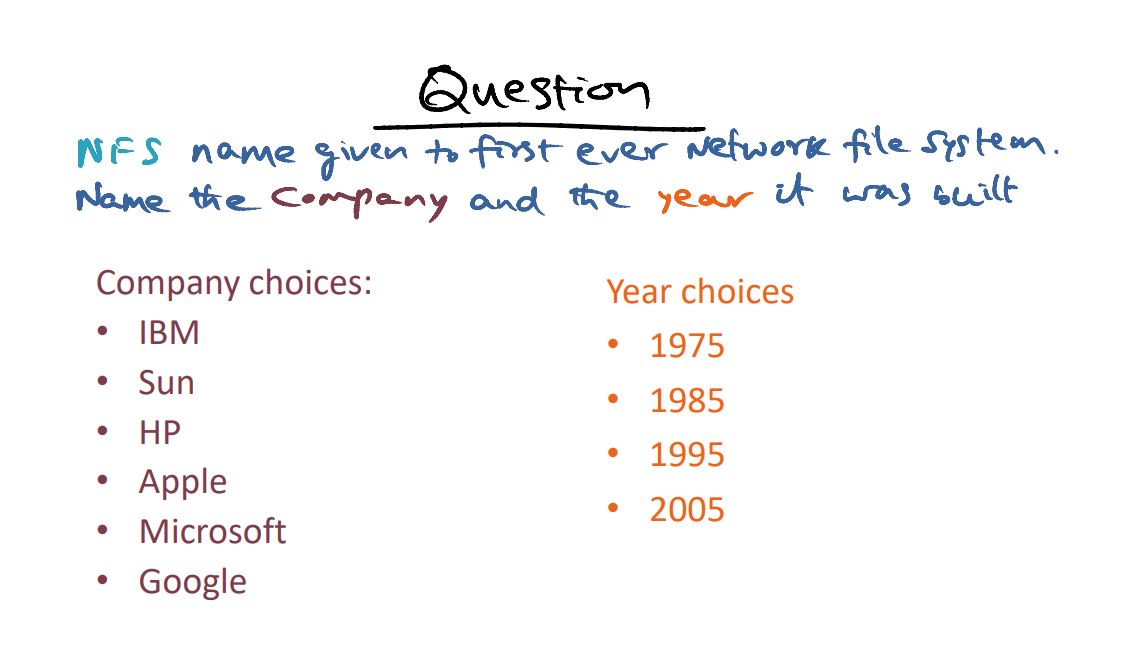 Question
NFS name given to first ever Network file system.
Name the Company and the year it was built
Company choices:
• IBM
• Sun
• HP
• Apple
• Microsoft
• Google
Year choices
• 1975
• 1985
• 1995
• 2005